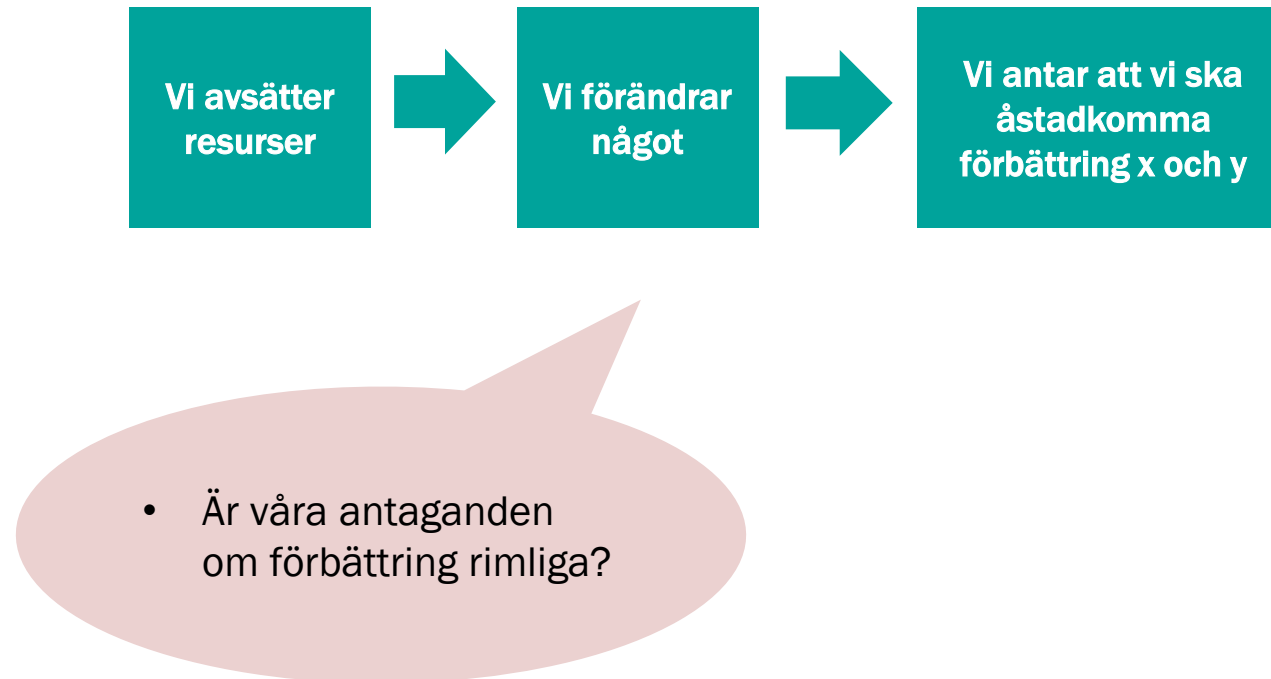 Vi avsätter
resurser
Vi förändrar
något
Vi antar att vi ska
åstadkomma
förbättring x och y
• Är våra antaganden
om förbättring rimliga?